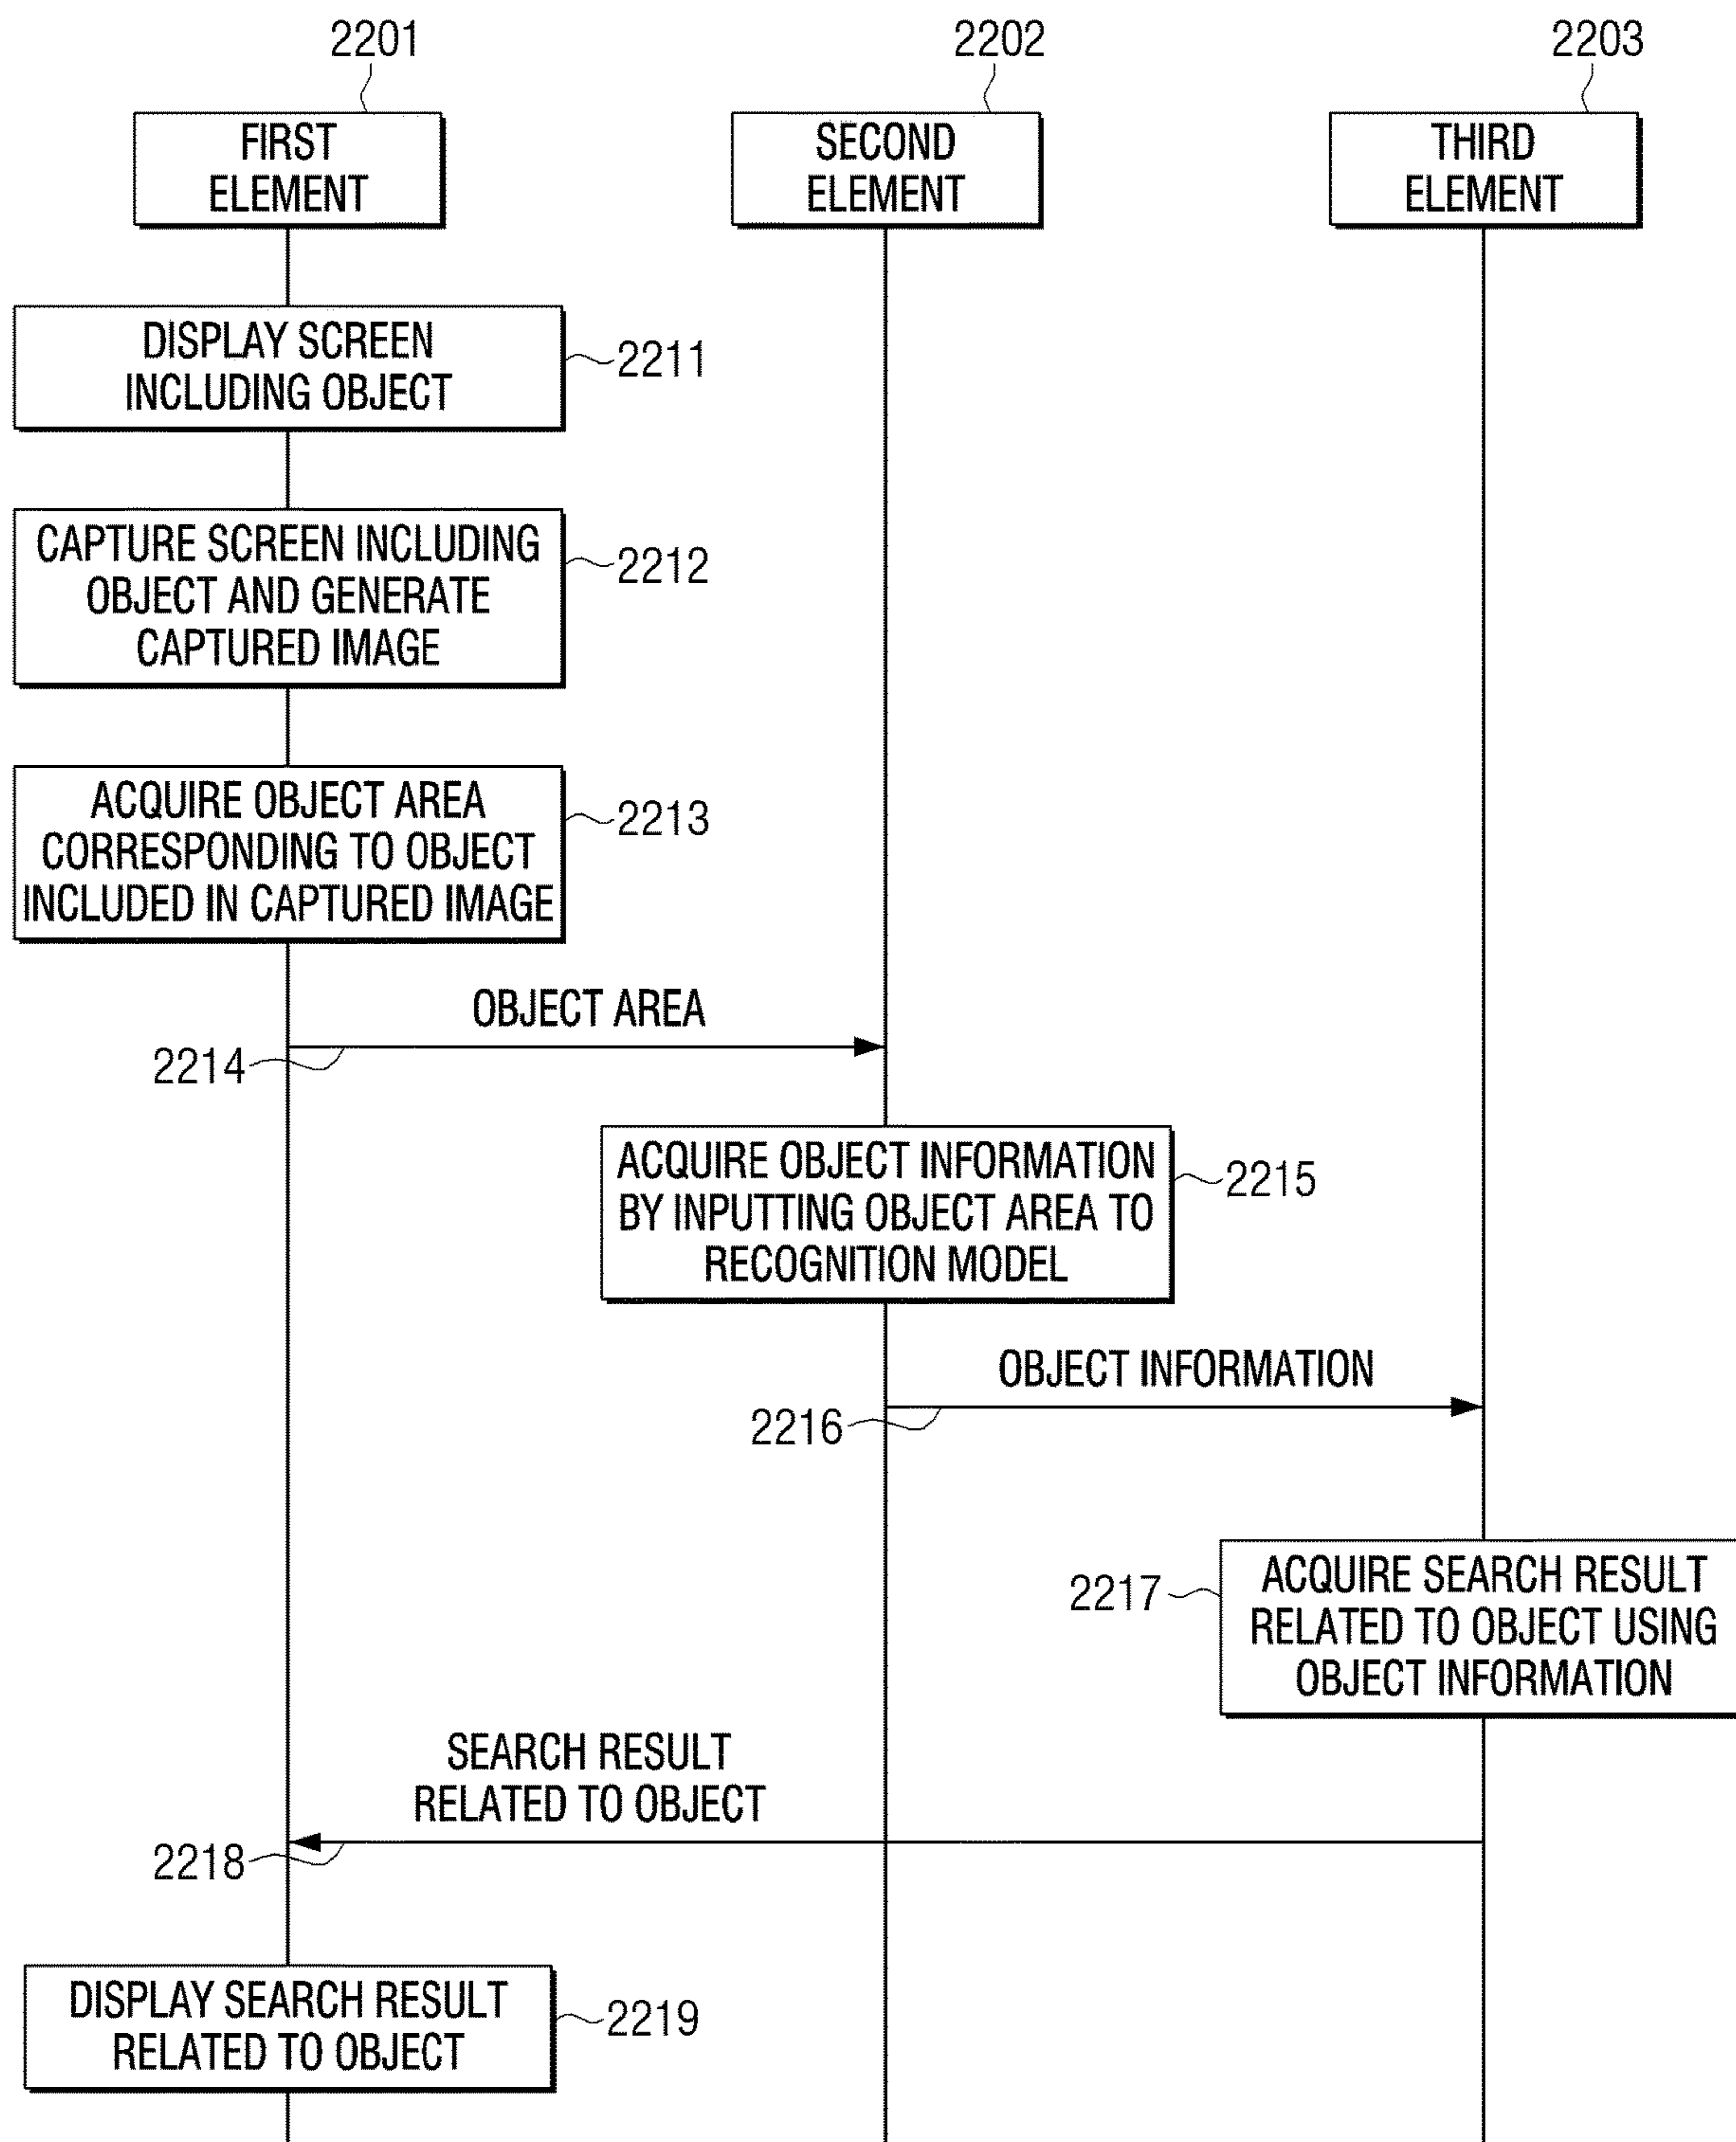 2201
2202
2203
FIRST
ELEMENT
SECOND
ELEMENT
THIRD
ELEMENT
DISPLAY SCREEN
INCLUDING OBJECT
2211
CAPTURE SCREEN INCLUDING
OBJECT AND GENERATE
CAPTURED IMAGE
2212
ACQUIRE OBJECT AREA
CORRESPONDING TO OBJECT
INCLUDED IN CAPTURED IMAGE
2213
OBJECT AREA
2214
ACQUIRE OBJECT INFORMATION
BY INPUTTING OBJECT AREA TO
RECOGNITION MODEL
2215
OBJECT INFORMATION
2216
2217
ACQUIRE SEARCH RESULT
RELATED TO OBJECT USING
OBJECT INFORMATION
SEARCH RESULT
RELATED TO OBJECT
2218
DISPLAY SEARCH RESULT
RELATED TO OBJECT
2219